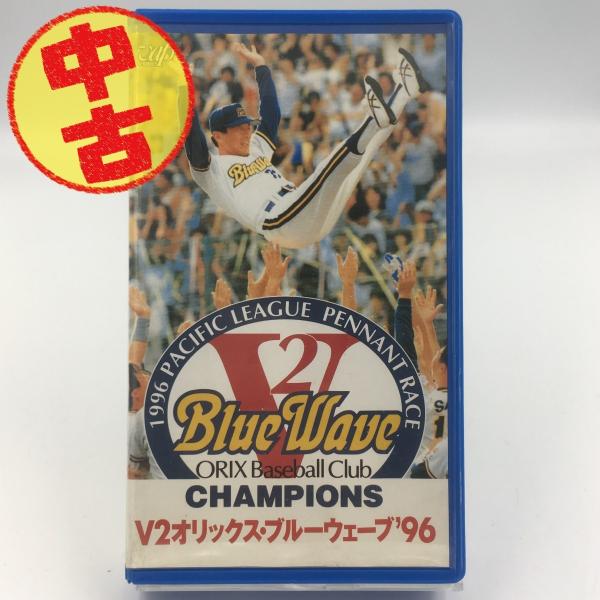 中古
BlueWave
1996 PACIFIC LEAGUE PENNANT RACE
V2
Blue Wave
ORIX Baseball Club
CHAMPIONS
V2オリックス・ブルーウェーブ'96